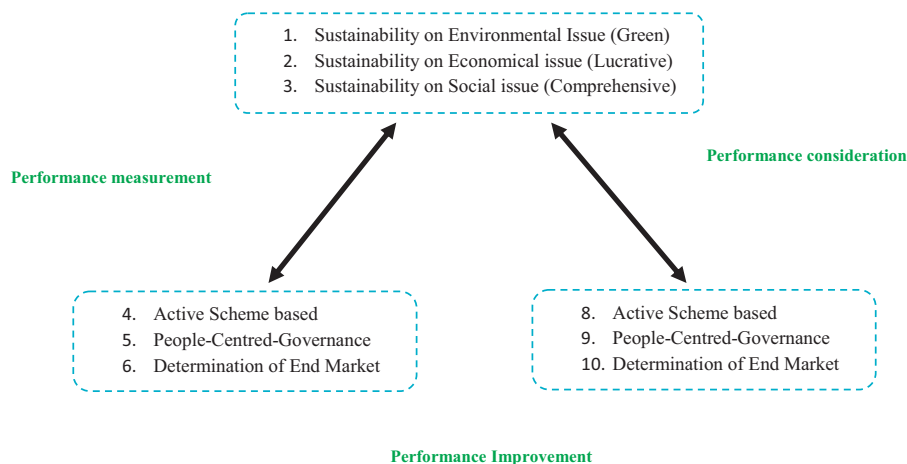 1. Sustainability on Environmental Issue (Green)
2. Sustainability on Economical issue (Lucrative)
3. Sustainability on Social issue (Comprehensive)
Performance consideration
Performance measurement
4. Active Scheme based
5. People-Centred-Governance
6. Determination of End Market
8. Active Scheme based
9. People-Centred-Governance
10. Determination of End Market
Performance Improvement